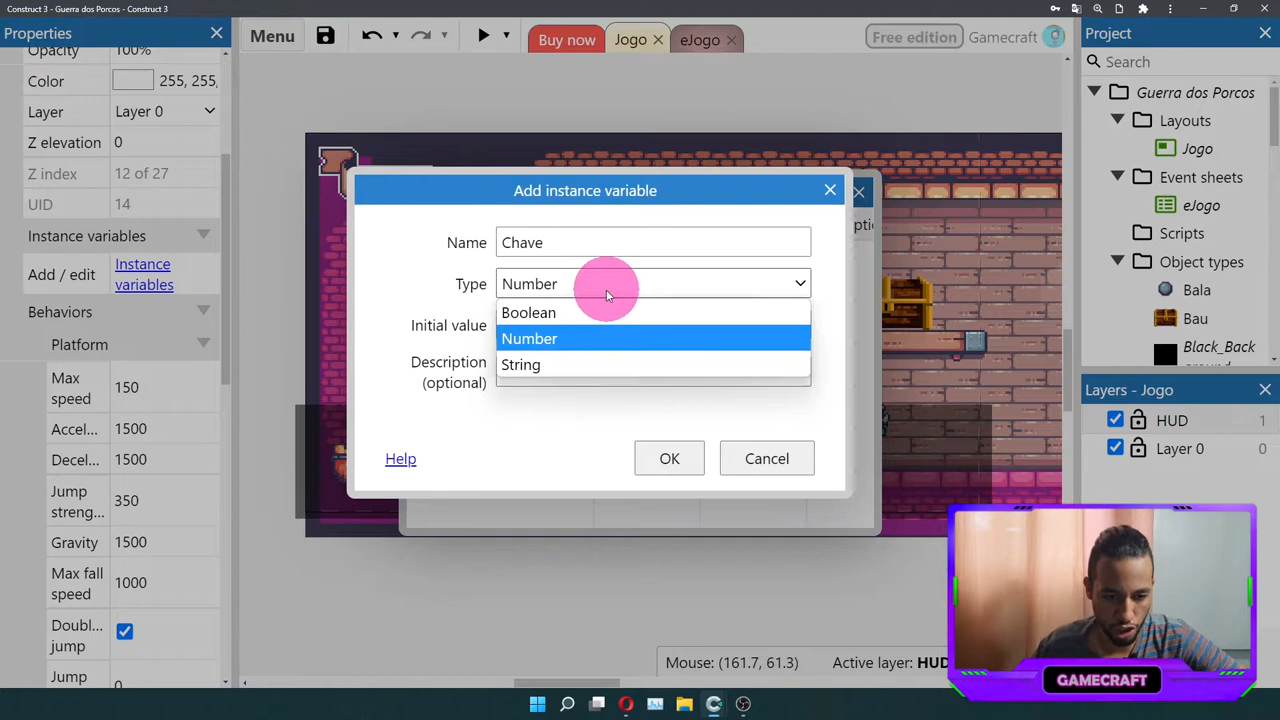 Construct 3 - Guerra dos Porcos - Construct 3
Properties
Menu
Buy now
Jogo
eJogo
Free edition
Gamecraft
Project
Opacity
100%
Color
255, 255,
Layer
Layer 0
Z elevation
0
Z index
12 of 27
UID
14
Instance variables
Add / edit
Instance
variables
Behaviors
Platform
Max
speed
150
Accel...
1500
Decel...
1500
Jump
streng...
350
Gravity
1500
Max fall
speed
1000
Doubl...
jump
Jump
0
Add instance variable
Name
Chave
Type
Number
Boolean
Number
String
Initial value
Description
(optional)
Help
OK
Cancel
ptio
Mouse: (161.7, 61.3)
Active layer: HUD
Search
Guerra dos Porcos
Layouts
Jogo
Event sheets
eJogo
Scripts
Object types
Bala
Bau
Black_Back
Layers - Jogo
HUD
1
Layer 0
0
GAMECRAFT